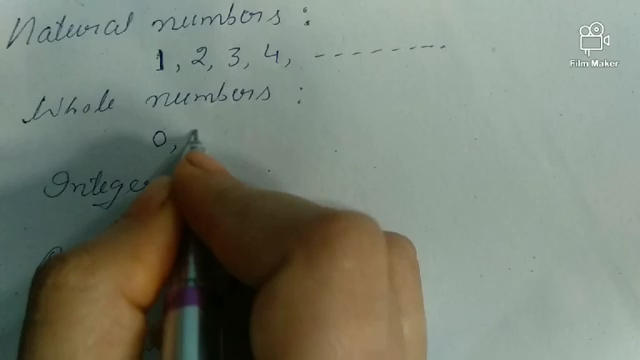 Natural numbers :
1, 2, 3, 4, --------
Whole numbers :
0,
Film Maker